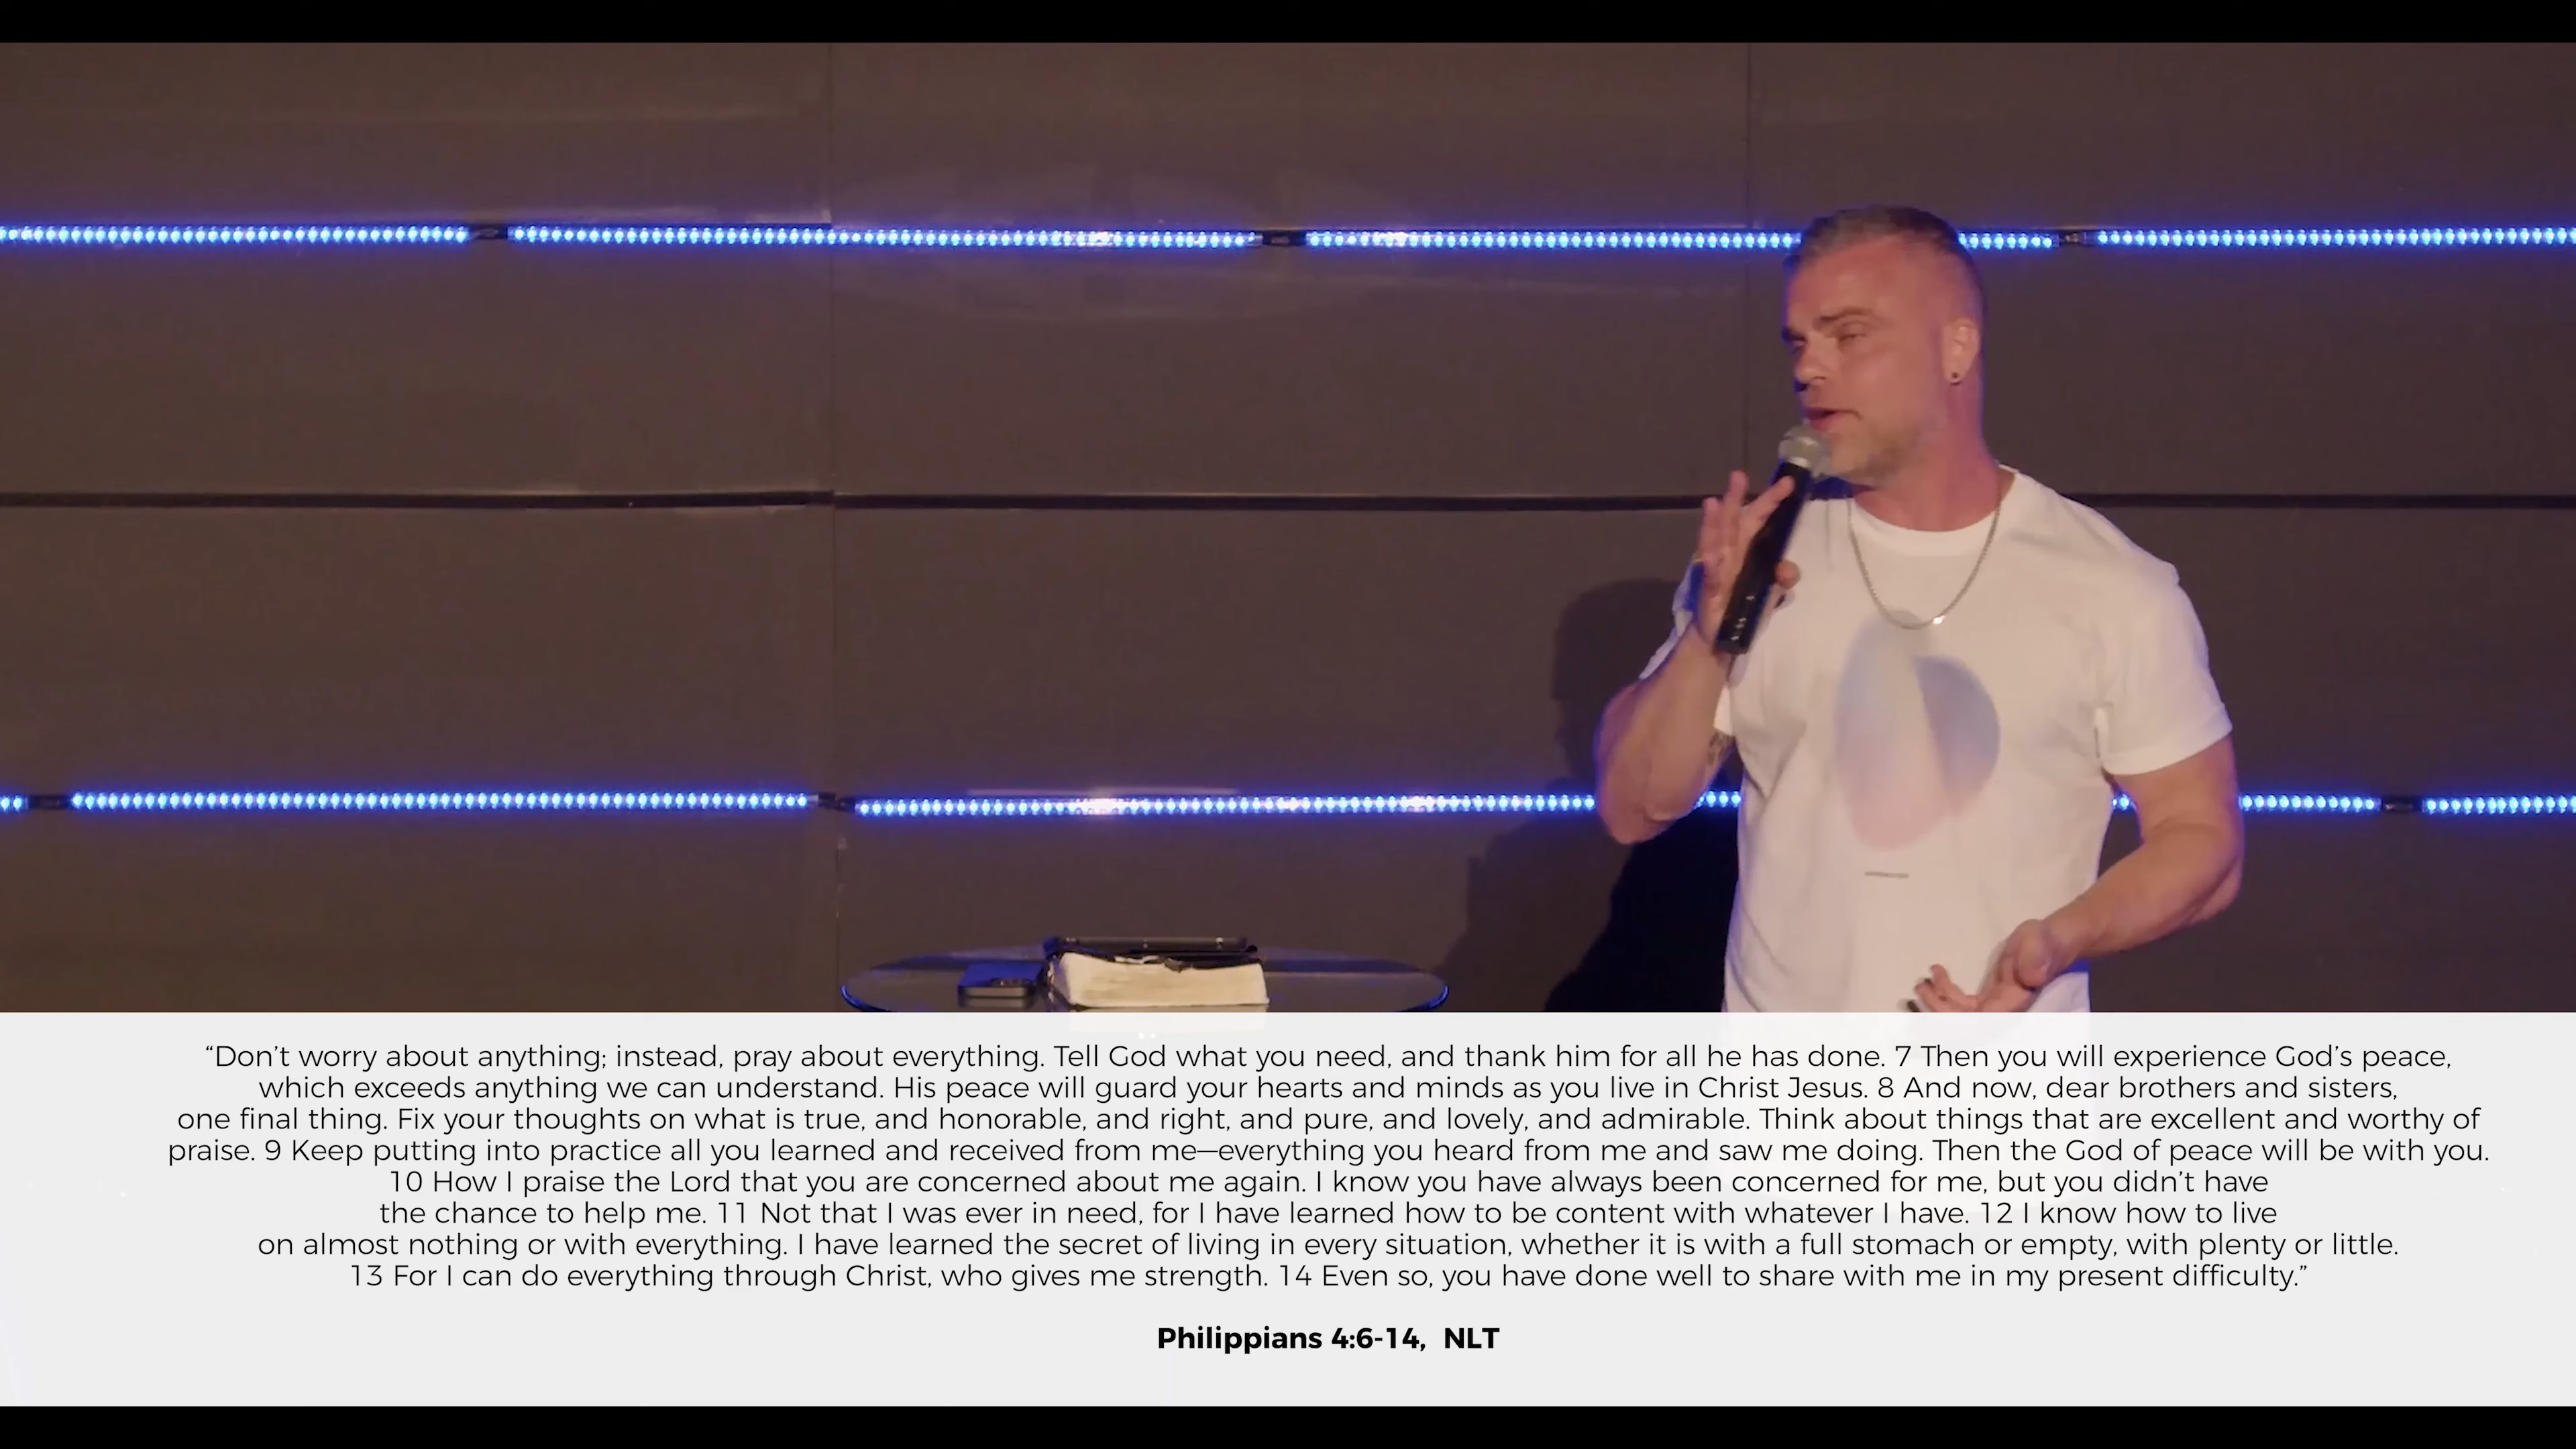 “Don’t worry about anything; instead, pray about everything. Tell God what you need, and thank him for all he has done. 7 Then you will experience God’s peace,
which exceeds anything we can understand. His peace will guard your hearts and minds as you live in Christ Jesus. 8 And now, dear brothers and sisters,
one final thing. Fix your thoughts on what is true, and honorable, and right, and pure, and lovely, and admirable. Think about things that are excellent and worthy of
praise. 9 Keep putting into practice all you learned and received from me—everything you heard from me and saw me doing. Then the God of peace will be with you.
10 How I praise the Lord that you are concerned about me again. I know you have always been concerned for me, but you didn’t have
the chance to help me. 11 Not that I was ever in need, for I have learned how to be content with whatever I have. 12 I know how to live
on almost nothing or with everything. I have learned the secret of living in every situation, whether it is with a full stomach or empty, with plenty or little.
13 For I can do everything through Christ, who gives me strength. 14 Even so, you have done well to share with me in my present difficulty.”
Philippians 4:6-14, NLT